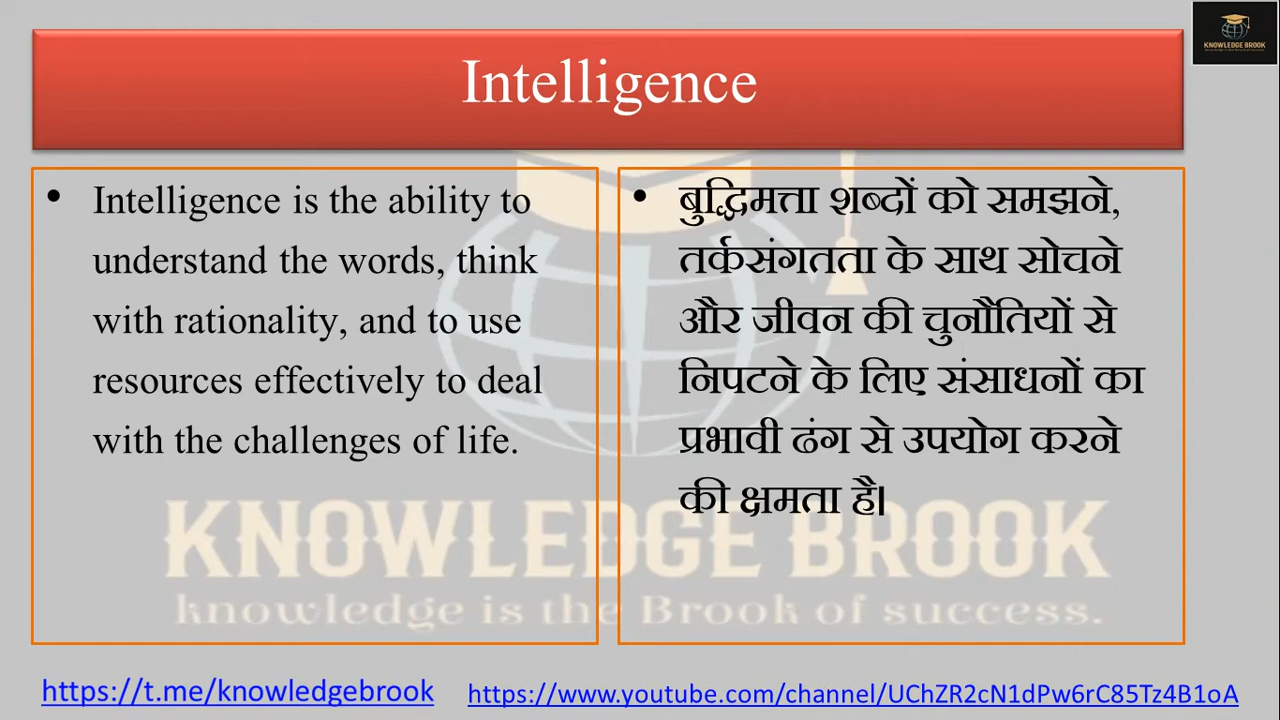 KNOWLEDGE BROOK
Intelligence
• Intelligence is the ability to
understand the words, think
with rationality, and to use
resources effectively to deal
with the challenges of life.
• बुद्धिमत्ता शब्दों को समझने,
तर्कसंगतता के साथ सोचने
और जीवन की चुनौतियों से
निपटने के लिए संसाधनों का
प्रभावी ढंग से उपयोग करने
की क्षमता है।
KNOWLEDGE BROOK
knowledge is the Brook of success.
https://t.me/knowledgebrook
https://www.youtube.com/channel/UChZR2cN1dPw6rC85Tz4B1oA